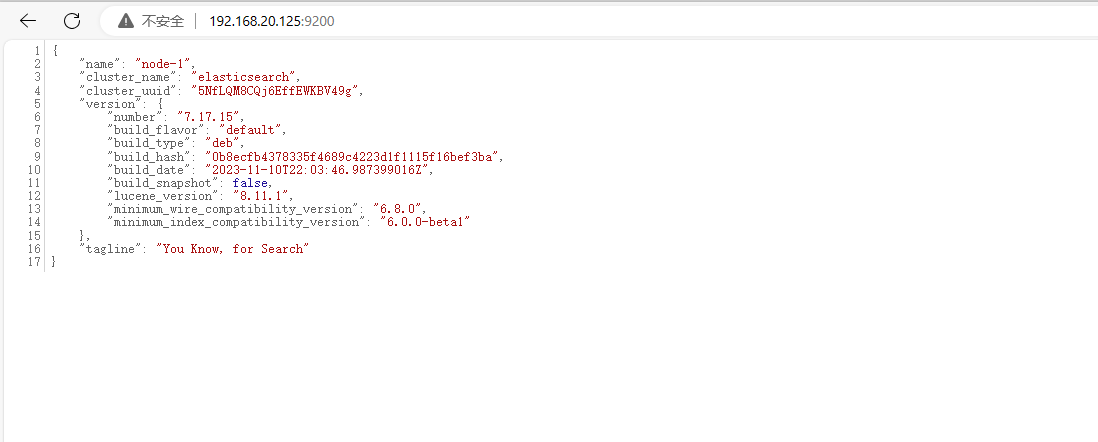 不安全 192.168.20.125:9200
1 {
2 "name": "node-1",
3 "cluster_name": "elasticsearch",
4 "cluster_uuid": "5NfLQM8CQj6EffEWKBV49g",
5 "version": {
6 "number": "7.17.15",
7 "build_flavor": "default",
8 "build_type": "deb",
9 "build_hash": "0b8ecfb4378335f4689c4223d1f1115f16bef3ba",
10 "build_date": "2023-11-10T22:03:46.987399016Z",
11 "build_snapshot": false,
12 "lucene_version": "8.11.1",
13 "minimum_wire_compatibility_version": "6.8.0",
14 "minimum_index_compatibility_version": "6.0.0-beta1"
15 },
16 "tagline": "You Know, for Search"
17 }